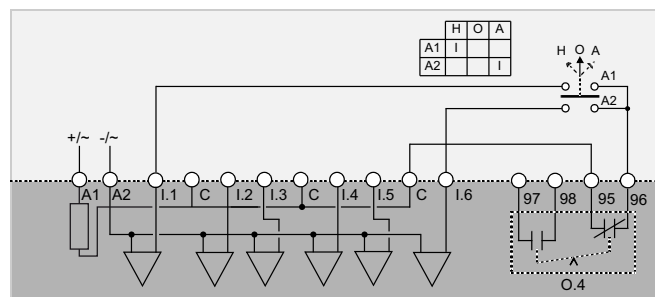 H O A
A1 I
A2 I
H O A
A1
A2
+/~ -/~
A1 A2 I.1 C I.2 I.3 C I.4 I.5 C I.6 97 98 95 96
O.4